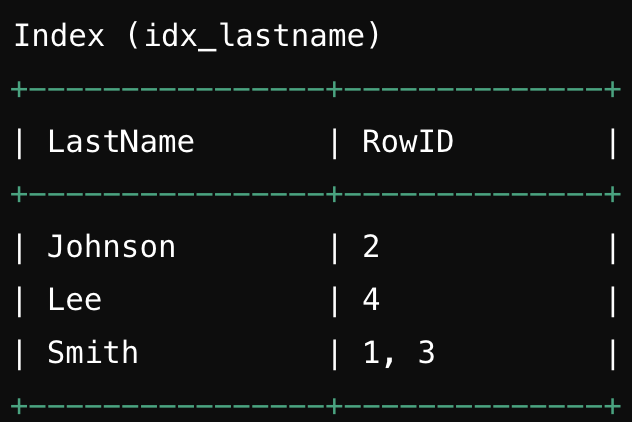 Index (idx_lastname)
+-----------------+---------------+
| LastName | RowID |
+-----------------+---------------+
| Johnson | 2 |
| Lee | 4 |
| Smith | 1, 3 |
+-----------------+---------------+